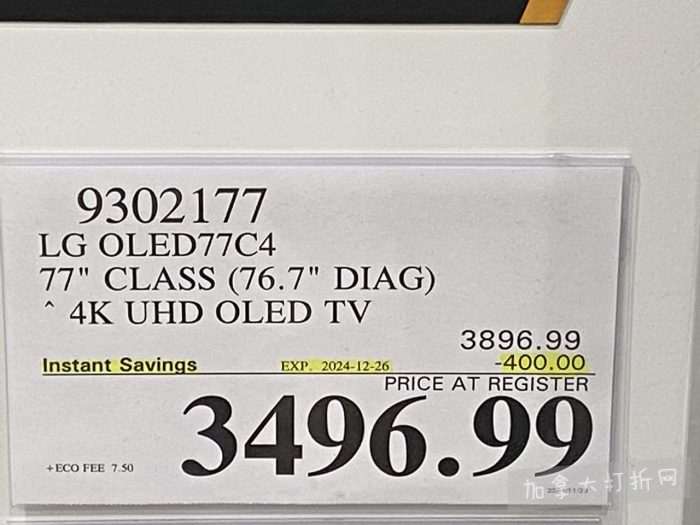 9302177
LG OLED77C4
77" CLASS (76.7" DIAG)
^ 4K UHD OLED TV
3896.99
Instant Savings EXP. 2024-12-26 -400.00
PRICE AT REGISTER
3496.99
+ECO FEE 7.50
加拿大打折网